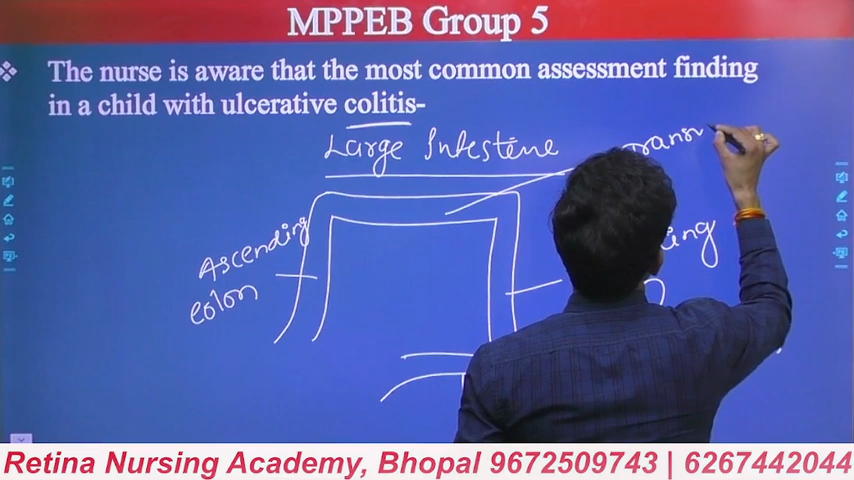 MPPEB Group 5
❖ The nurse is aware that the most common assessment finding
in a child with ulcerative colitis-
Large Intestine
Ascending
colon
Retina Nursing Academy, Bhopal 9672509743 | 6267442044